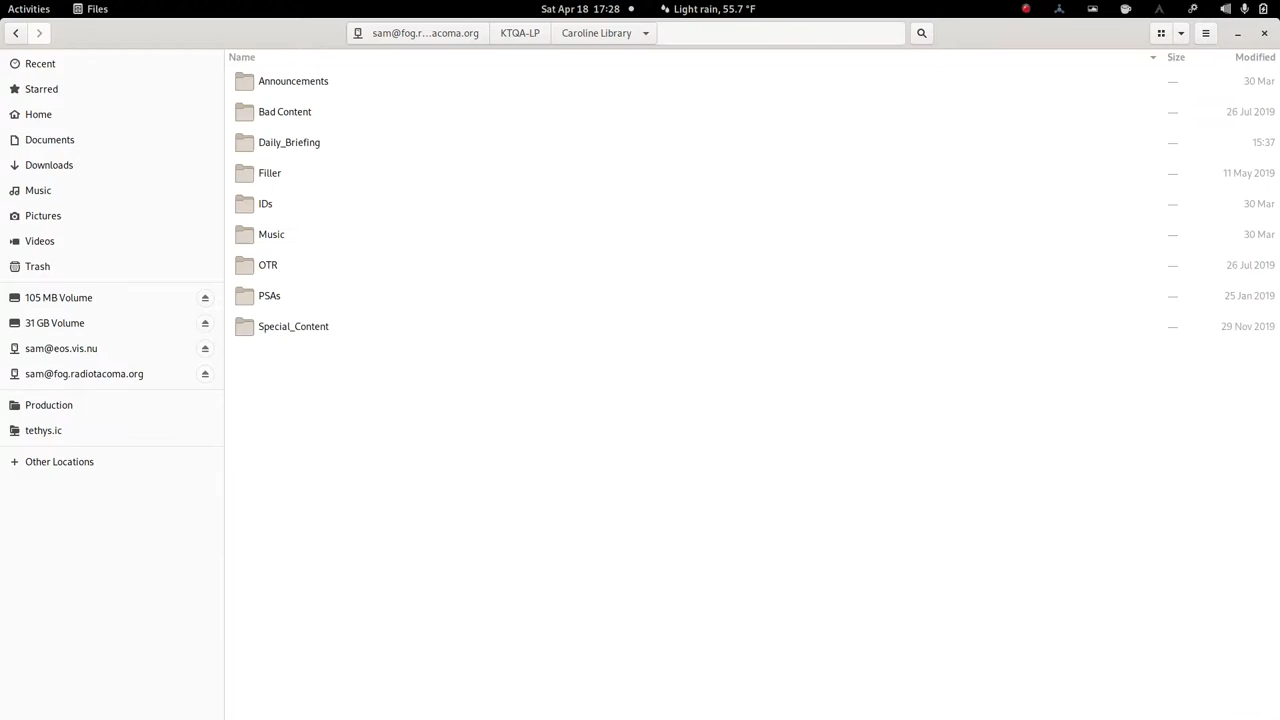 Activities Files Sat Apr 18 17:28 Light rain, 55.7 °F
sam@fog.r...acoma.org KTQA-LP Caroline Library
Name Size Modified
Recent
Starred
Home
Documents
Downloads
Music
Pictures
Videos
Trash
105 MB Volume
31 GB Volume
sam@eos.vis.nu
sam@fog.radiotacoma.org
Production
tethys.ic
+ Other Locations
Announcements — 30 Mar
Bad Content — 26 Jul 2019
Daily_Briefing — 15:37
Filler — 11 May 2019
IDs — 30 Mar
Music — 30 Mar
OTR — 26 Jul 2019
PSAs — 25 Jan 2019
Special_Content — 29 Nov 2019